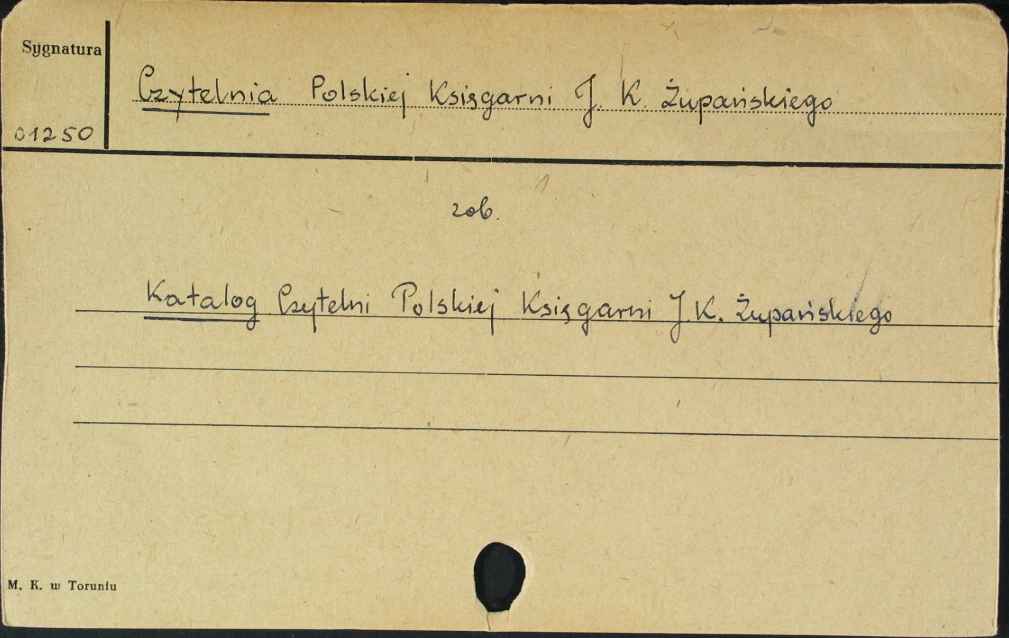 Sygnatura
Czytelnia Polskiej Księgarni J. K. Żupańskiego
01250
zob.
Katalog Czytelni Polskiej Księgarni J. K. Żupańskiego
M. K. w Toruniu